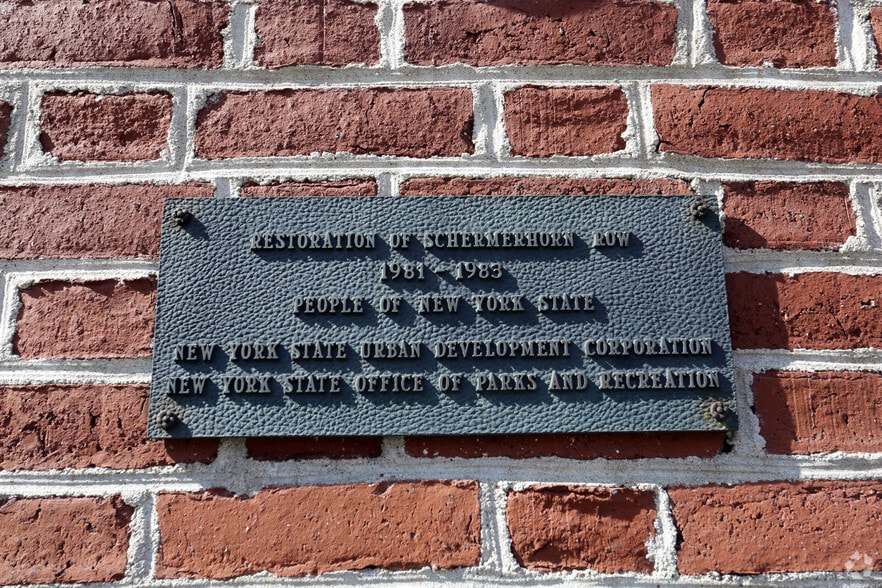 RESTORATION OF SCHERMERHORN ROW
1981 - 1983
PEOPLE OF NEW YORK STATE
NEW YORK STATE URBAN DEVELOPMENT CORPORATION
NEW YORK STATE OFFICE OF PARKS AND RECREATION